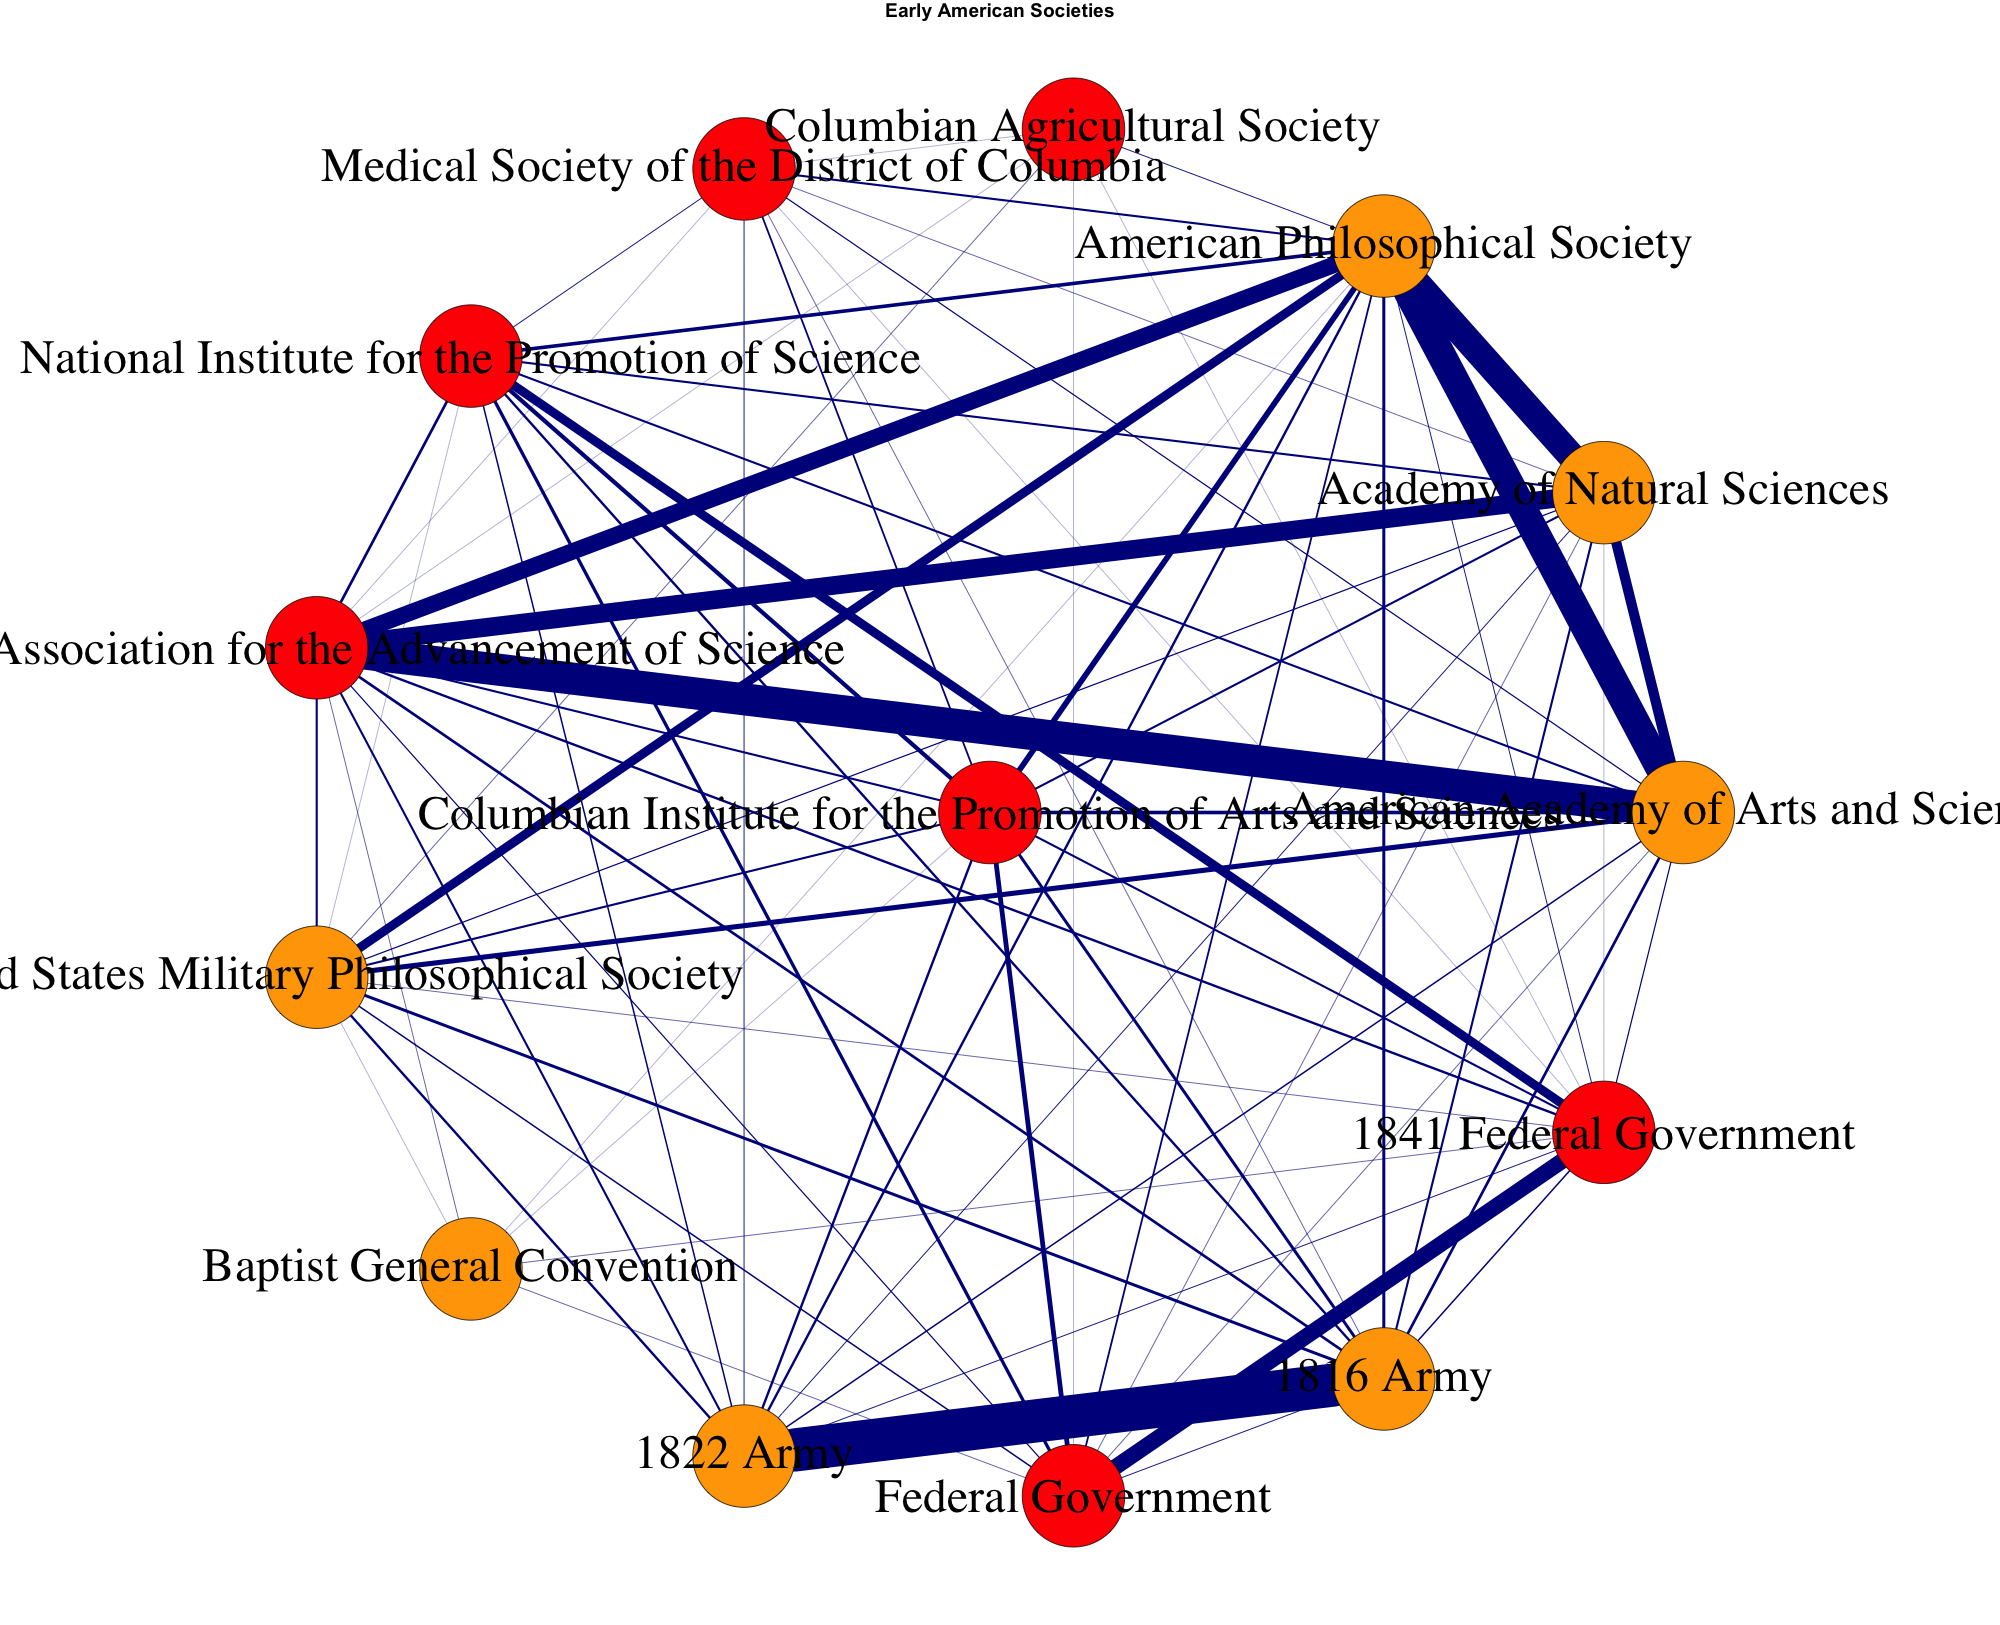 Early American Societies
Columbian Agricultural Society
Medical Society of the District of Columbia
American Philosophical Society
National Institute for the Promotion of Science
Academy of Natural Sciences
Association for the Advancement of Science
Columbian Institute for the Promotion of Arts and Sciences
American Academy of Arts and Scien
d States Military Philosophical Society
1841 Federal Government
Baptist General Convention
1816 Army
1822 Army
Federal Government